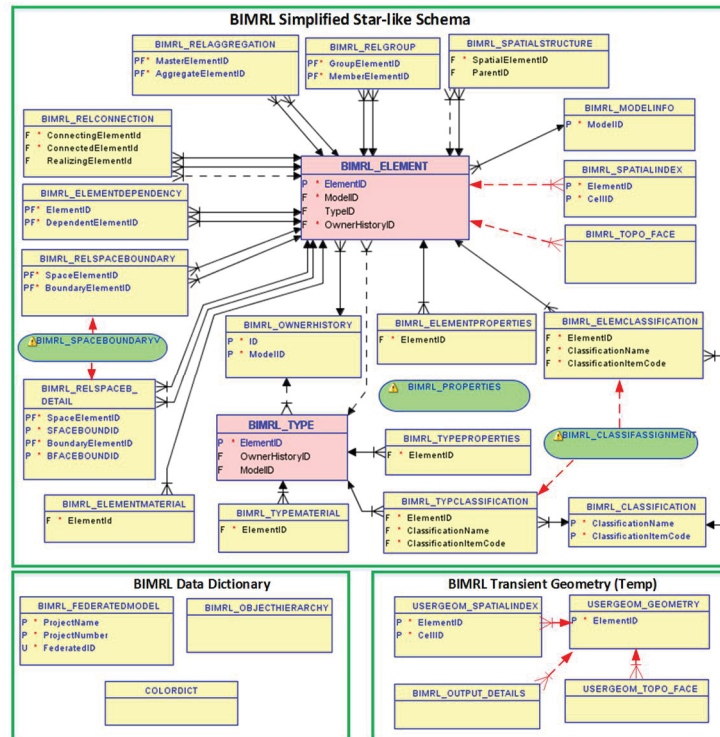 BIMRL Simplified Star-like Schema
BIMRL_RELAGGREGATION
PF* MasterElementID
PF* AggregateElementID
BIMRL_RELGROUP
PF* GroupElementID
PF* MemberElementID
BIMRL_SPATIALSTRUCTURE
F * SpatialElementID
F ParentID
BIMRL_RELCONNECTION
F * ConnectingElementId
F * ConnectedElementId
F RealizingElementId
BIMRL_MODELINFO
P * ModelID
BIMRL_ELEMENT
P * ElementID
F * ModelID
F TypeID
F * OwnerHistoryID
BIMRL_SPATIALINDEX
P * ElementID
P * CellID
BIMRL_ELEMENTDEPENDENCY
PF* ElementID
PF* DependentElementID
BIMRL_TOPO_FACE
BIMRL_RELSPACEBOUNDARY
PF* SpaceElementID
PF* BoundaryElementID
BIMRL_SPACEBOUNDARYV
BIMRL_OWNERHISTORY
P * ID
P * ModelID
BIMRL_ELEMENTPROPERTIES
F * ElementID
BIMRL_ELEMCLASSIFICATION
F * ElementID
F * ClassificationName
F * ClassificationItemCode
BIMRL_RELSPACEB_
DETAIL
PF* SpaceElementID
P * SFACEBOUNDID
PF* BoundaryElementID
P * BFACEBOUNDID
BIMRL_PROPERTIES
BIMRL_TYPE
P * ElementID
F OwnerHistoryID
F ModelID
BIMRL_TYPEPROPERTIES
F * ElementID
BIMRL_CLASSIFASSIGNMENT
BIMRL_ELEMENTMATERIAL
F * ElementId
BIMRL_TYPEMATERIAL
F * ElementID
BIMRL_TYPCLASSIFICATION
F * ElementID
F * ClassificationName
F * ClassificationItemCode
BIMRL_CLASSIFICATION
P * ClassificationName
P * ClassificationItemCode
BIMRL Data Dictionary
BIMRL_FEDERATEDMODEL
P * ProjectName
P * ProjectNumber
U * FederatedID
BIMRL_OBJECTHIERARCHY
COLORDICT
BIMRL Transient Geometry (Temp)
USERGEOM_SPATIALINDEX
P * ElementID
P * CellID
USERGEOM_GEOMETRY
P * ElementID
BIMRL_OUTPUT_DETAILS
USERGEOM_TOPO_FACE